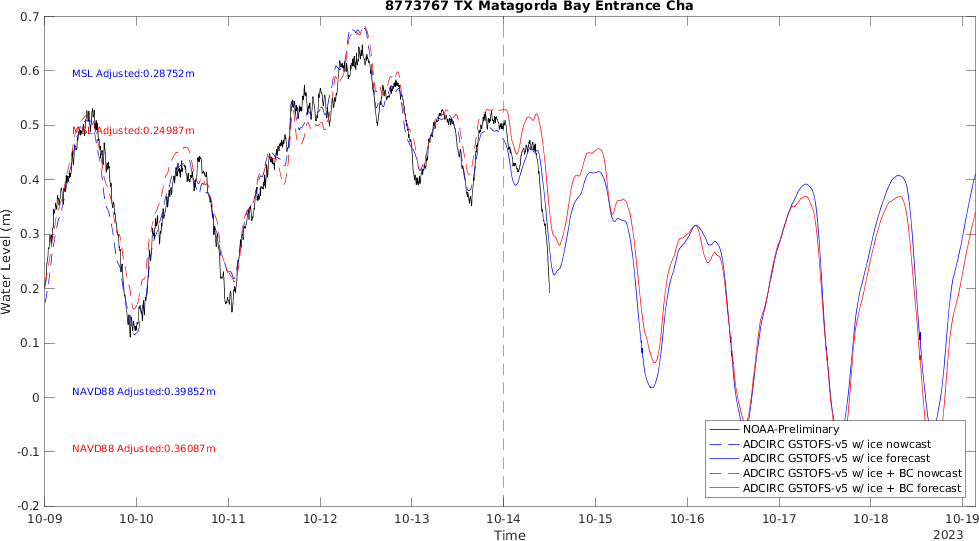 8773767 TX Matagorda Bay Entrance Cha
0.7
0.6
0.5
0.4
0.3
0.2
0.1
0
-0.1
-0.2
Water Level (m)
MSL Adjusted:0.28752m
MSL Adjusted:0.24987m
NAVD88 Adjusted:0.39852m
NAVD88 Adjusted:0.36087m
NOAA-Preliminary
ADCIRC GSTOFS-v5 w/ ice nowcast
ADCIRC GSTOFS-v5 w/ ice forecast
ADCIRC GSTOFS-v5 w/ ice + BC nowcast
ADCIRC GSTOFS-v5 w/ ice + BC forecast
10-09 10-10 10-11 10-12 10-13 10-14 10-15 10-16 10-17 10-18 10-19
Time
2023